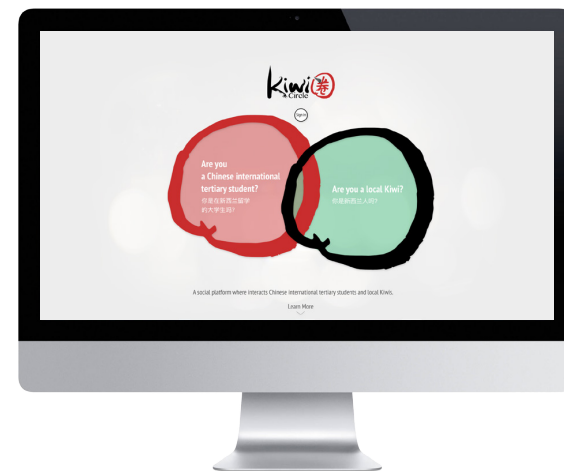 Kiwi 圈
Circle
Sign In
Are you
a Chinese international
tertiary student?
你是在新西兰留学
的大学生吗?
Are you a local Kiwi?
你是新西兰人吗?
A social platform where interacts Chinese international tertiary students and local Kiwis.
Learn More